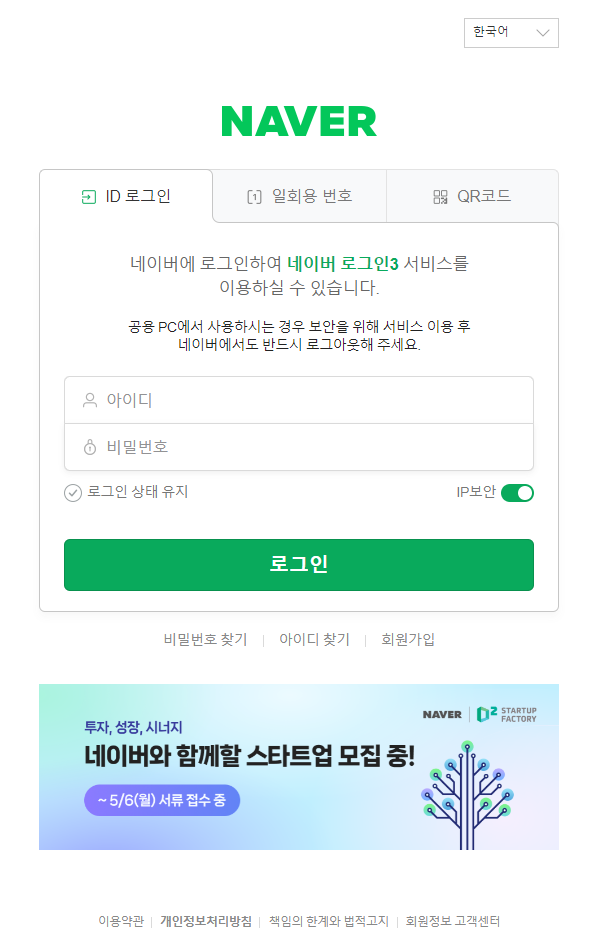 한국어
NAVER
ID 로그인
1 일회용 번호
QR코드
네이버에 로그인하여 네이버 로그인3 서비스를
이용하실 수 있습니다.
공용 PC에서 사용하시는 경우 보안을 위해 서비스 이용 후
네이버에서도 반드시 로그아웃해 주세요.
아이디
비밀번호
로그인 상태 유지
IP보안
로그인
비밀번호 찾기 | 아이디 찾기 | 회원가입
NAVER | D2 STARTUP
FACTORY
투자, 성장, 시너지
네이버와 함께할 스타트업 모집 중!
~ 5/6(월) 서류 접수 중
이용약관 | 개인정보처리방침 | 책임의 한계와 법적고지 | 회원정보 고객센터